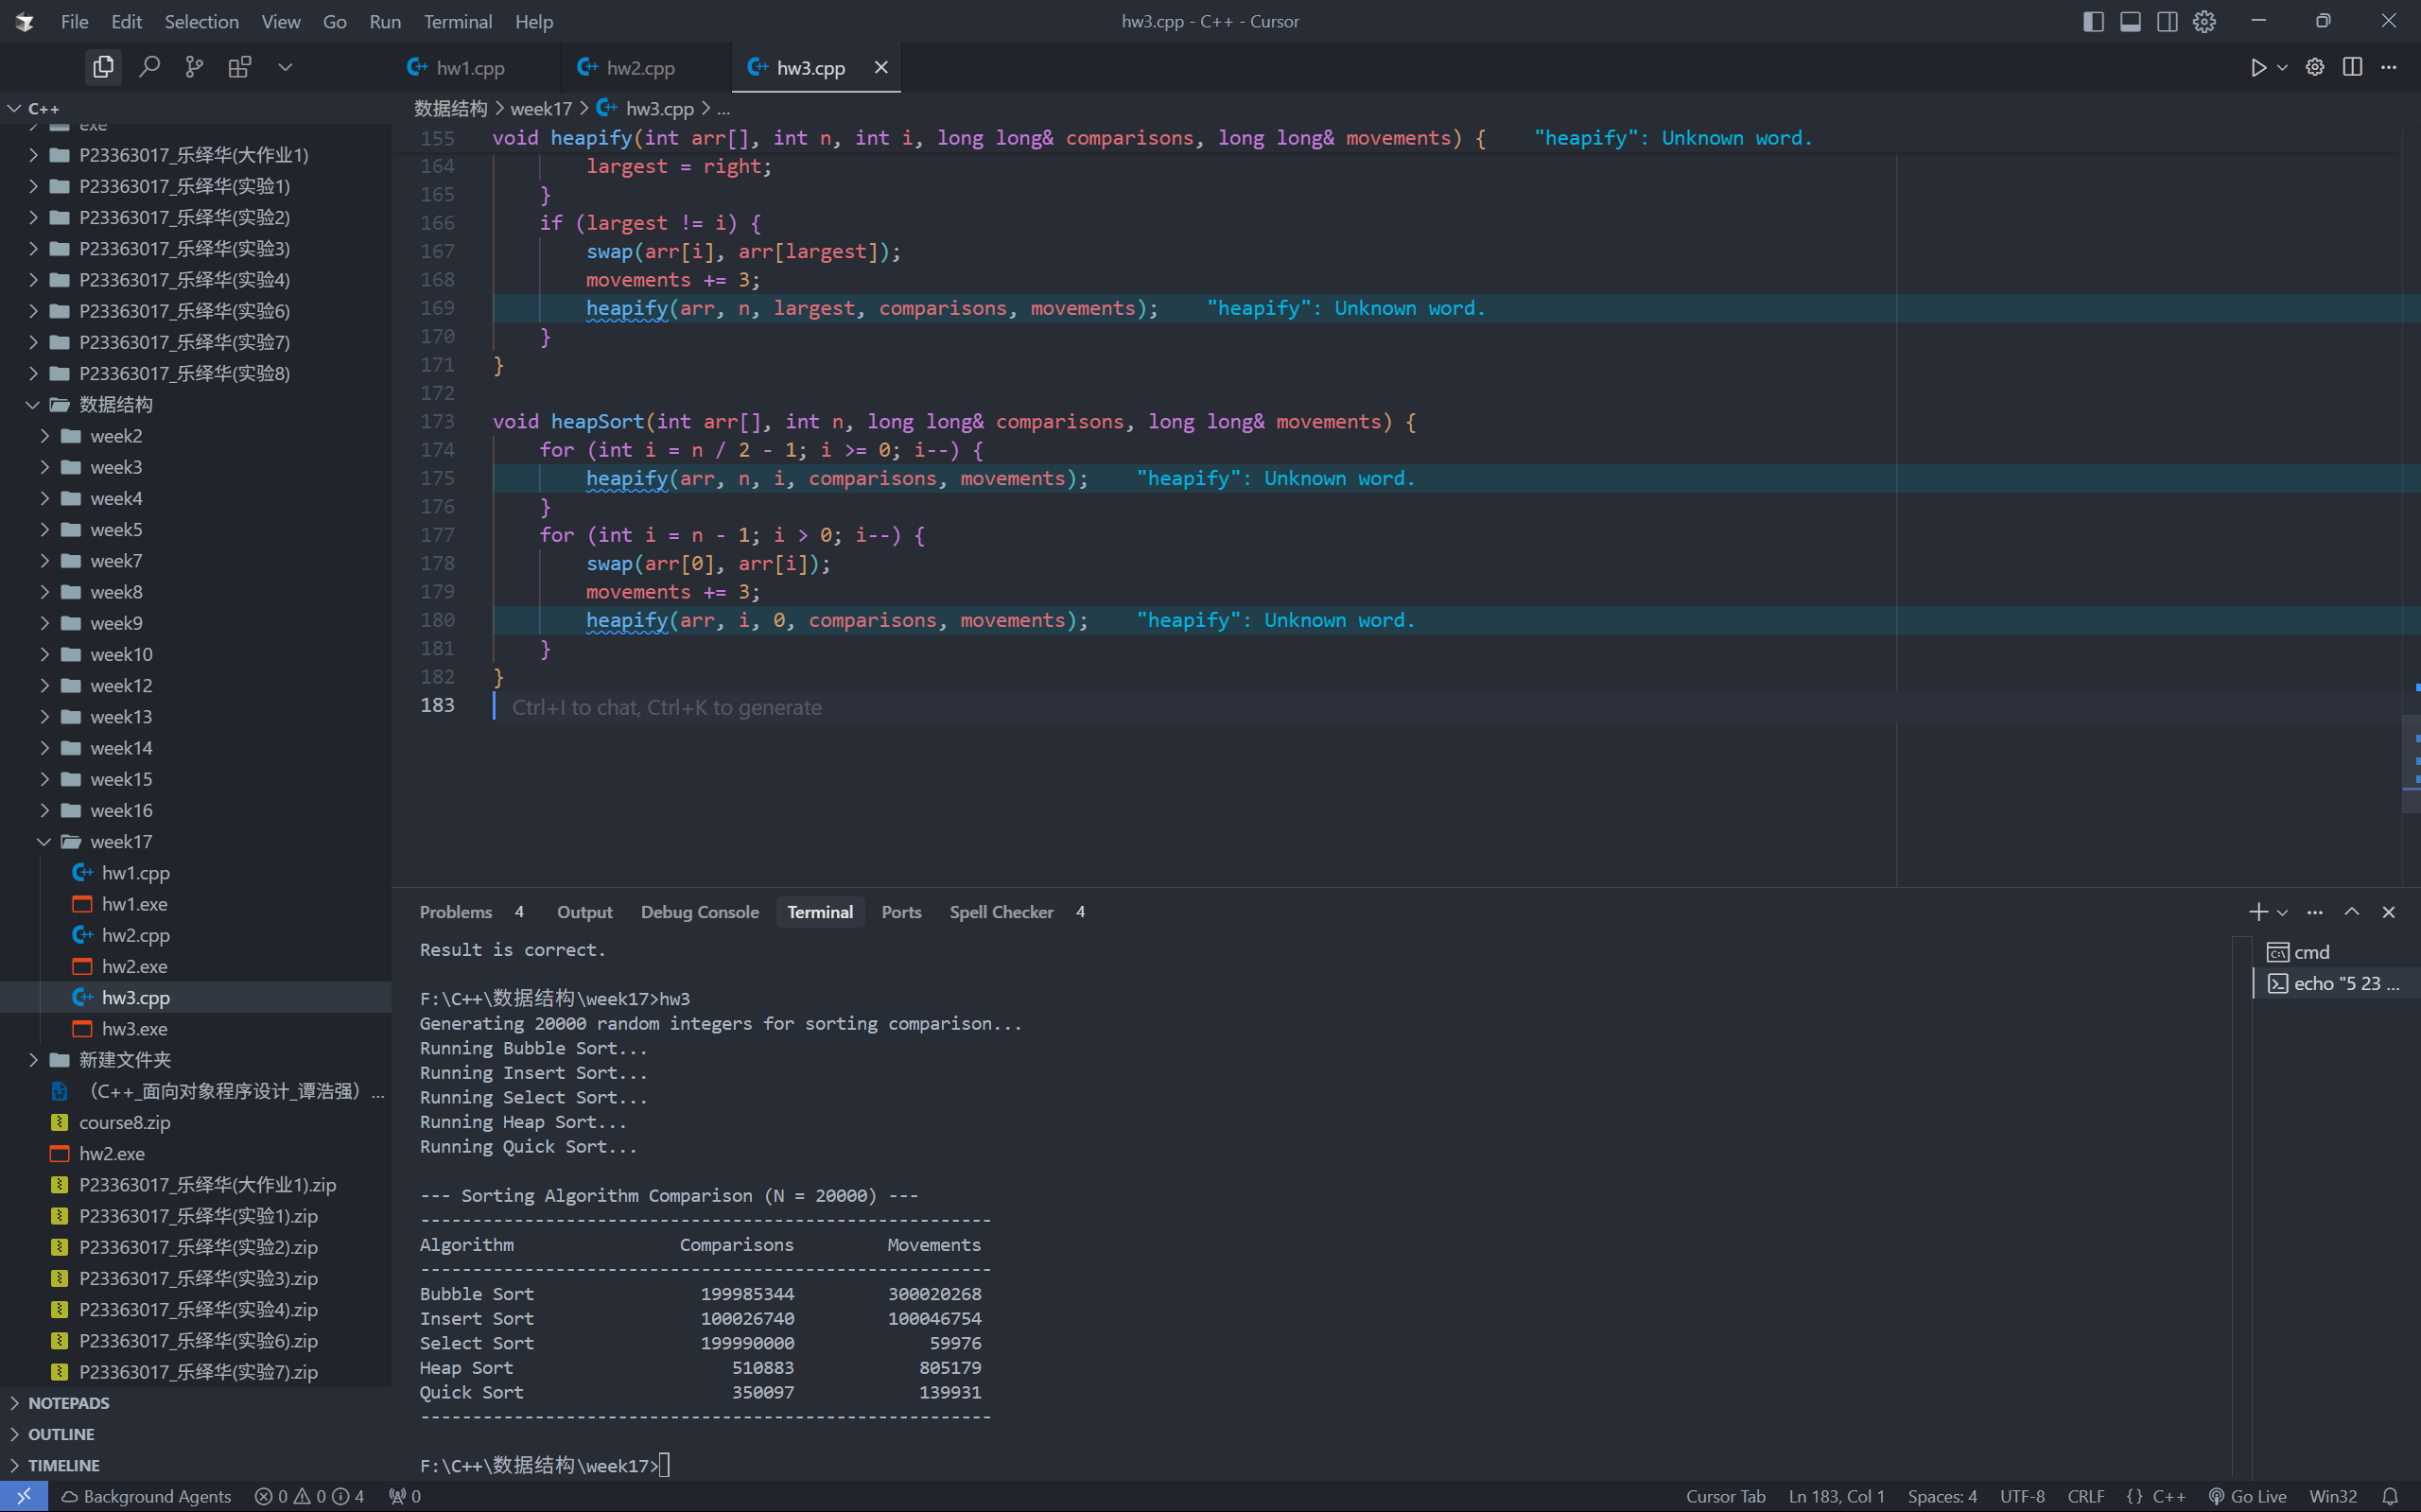 File Edit Selection View Go Run Terminal Help
hw3.cpp - C++ - Cursor
hw1.cpp hw2.cpp hw3.cpp
C++
exe
P23363017_乐绎华(大作业1)
P23363017_乐绎华(实验1)
P23363017_乐绎华(实验2)
P23363017_乐绎华(实验3)
P23363017_乐绎华(实验4)
P23363017_乐绎华(实验6)
P23363017_乐绎华(实验7)
P23363017_乐绎华(实验8)
数据结构
week2
week3
week4
week5
week7
week8
week9
week10
week12
week13
week14
week15
week16
week17
hw1.cpp
hw1.exe
hw2.cpp
hw2.exe
hw3.cpp
hw3.exe
新建文件夹
（C++_面向对象程序设计_谭浩强）...
course8.zip
hw2.exe
P23363017_乐绎华(大作业1).zip
P23363017_乐绎华(实验1).zip
P23363017_乐绎华(实验2).zip
P23363017_乐绎华(实验3).zip
P23363017_乐绎华(实验4).zip
P23363017_乐绎华(实验6).zip
P23363017_乐绎华(实验7).zip
NOTEPADS
OUTLINE
TIMELINE
数据结构 > week17 > hw3.cpp > ...
155 void heapify(int arr[], int n, int i, long long& comparisons, long long& movements) { "heapify": Unknown word.
164 largest = right;
165 }
166 if (largest != i) {
167 swap(arr[i], arr[largest]);
168 movements += 3;
169 heapify(arr, n, largest, comparisons, movements); "heapify": Unknown word.
170 }
171 }
172
173 void heapSort(int arr[], int n, long long& comparisons, long long& movements) {
174 for (int i = n / 2 - 1; i >= 0; i--) {
175 heapify(arr, n, i, comparisons, movements); "heapify": Unknown word.
176 }
177 for (int i = n - 1; i > 0; i--) {
178 swap(arr[0], arr[i]);
179 movements += 3;
180 heapify(arr, i, 0, comparisons, movements); "heapify": Unknown word.
181 }
182 }
183 Ctrl+I to chat, Ctrl+K to generate
Problems 4 Output Debug Console Terminal Ports Spell Checker 4
Result is correct.
F:\C++\数据结构\week17>hw3
Generating 20000 random integers for sorting comparison...
Running Bubble Sort...
Running Insert Sort...
Running Select Sort...
Running Heap Sort...
Running Quick Sort...
--- Sorting Algorithm Comparison (N = 20000) ---
-------------------------------------------------------
Algorithm Comparisons Movements
-------------------------------------------------------
Bubble Sort 199985344 300020268
Insert Sort 100026740 100046754
Select Sort 199990000 59976
Heap Sort 510883 805179
Quick Sort 350097 139931
-------------------------------------------------------
F:\C++\数据结构\week17>
cmd
echo "5 23 ...
Background Agents 0 0 4 0
Cursor Tab Ln 183, Col 1 Spaces: 4 UTF-8 CRLF {} C++ Go Live Win32